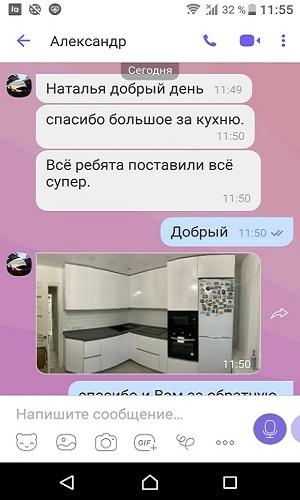 32 % 11:55
Александр
Сегодня
Наталья добрый день 11:49
спасибо большое за кухню.
11:50
Всё ребята поставили всё
супер.
11:50
Добрый 11:50
11:50
спасибо и Вам за обратную
Напишите сообщение...
GIF+